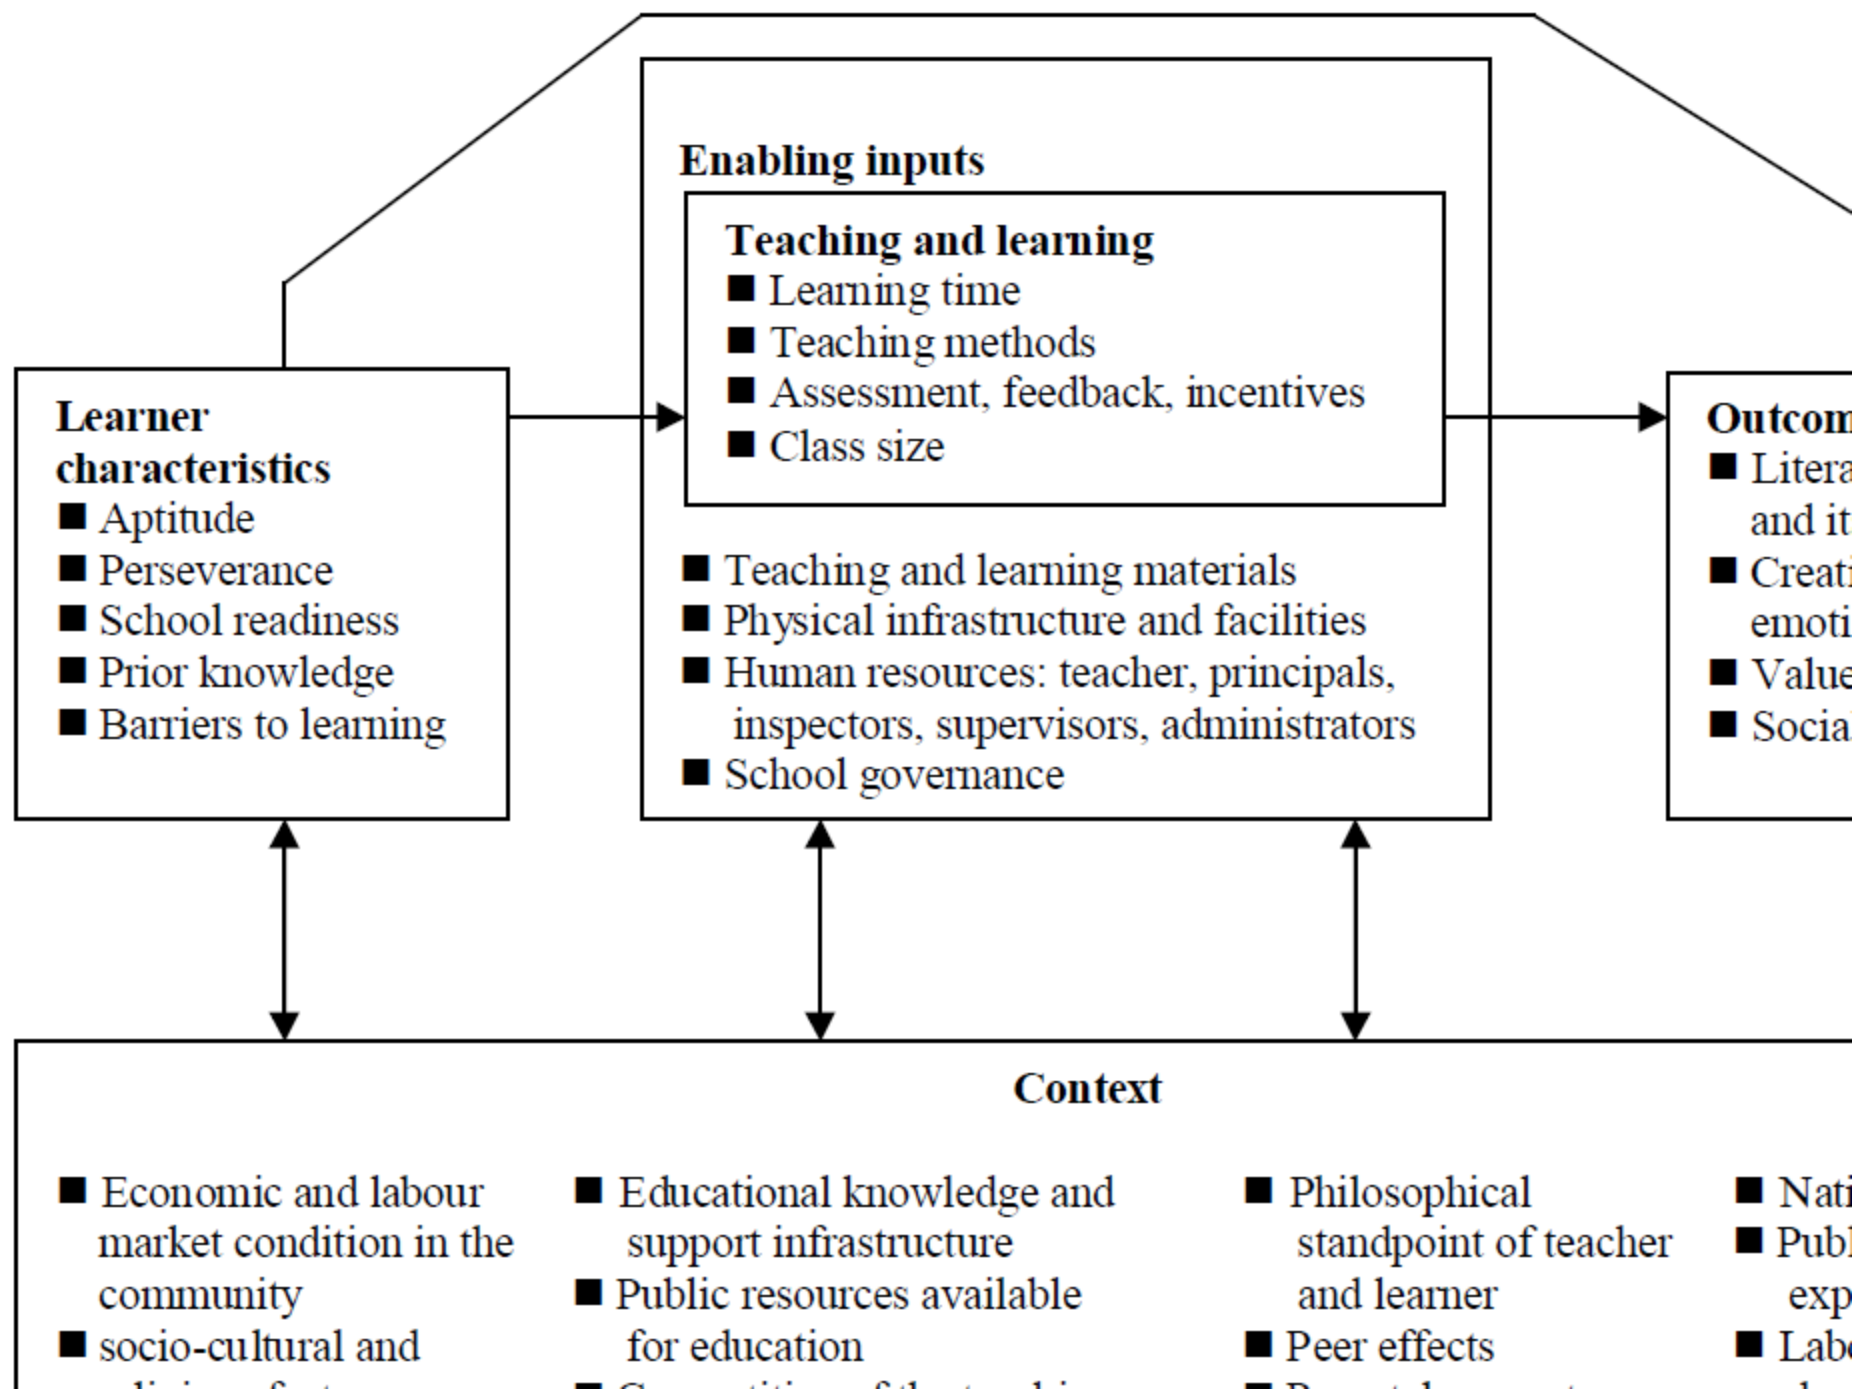 Enabling inputs
Teaching and learning
■ Learning time
■ Teaching methods
■ Assessment, feedback, incentives
■ Class size
■ Teaching and learning materials
■ Physical infrastructure and facilities
■ Human resources: teacher, principals,
inspectors, supervisors, administrators
■ School governance
Learner
characteristics
■ Aptitude
■ Perseverance
■ School readiness
■ Prior knowledge
■ Barriers to learning
■
and
■
■
■
Context
■ Economic and labour
market condition in the
community
■ socio-cultural and
■ Educational knowledge and
support infrastructure
■ Public resources available
for education
■ Philosophical
standpoint of teacher
and learner
■ Peer effects
■
■
■